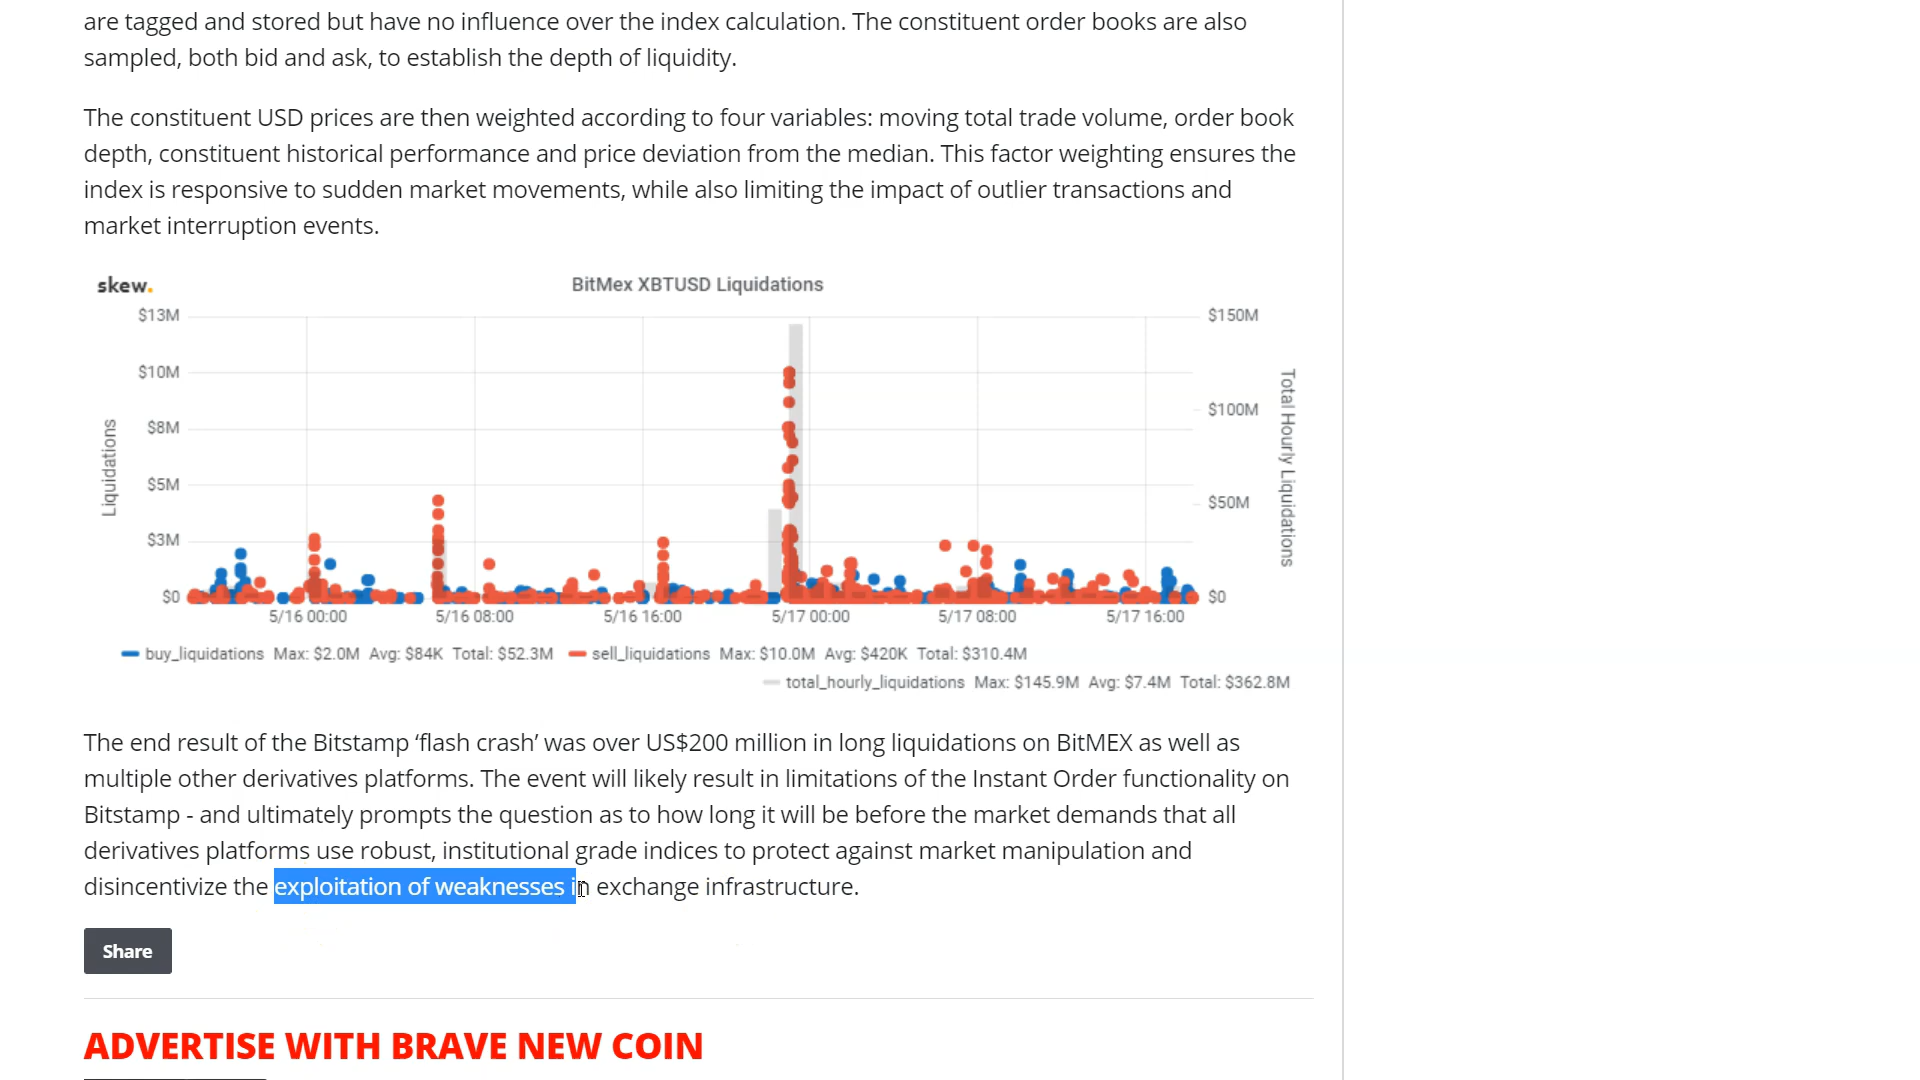 are tagged and stored but have no influence over the index calculation. The constituent order books are also
sampled, both bid and ask, to establish the depth of liquidity.
The constituent USD prices are then weighted according to four variables: moving total trade volume, order book
depth, constituent historical performance and price deviation from the median. This factor weighting ensures the
index is responsive to sudden market movements, while also limiting the impact of outlier transactions and
market interruption events.
skew.
BitMex XBTUSD Liquidations
$13M
$10M
$8M
$5M
$3M
$0
Liquidations
$150M
$100M
$50M
$0
Total Hourly Liquidations
5/16 00:00 5/16 08:00 5/16 16:00 5/17 00:00 5/17 08:00 5/17 16:00
buy_liquidations Max: $2.0M Avg: $84K Total: $52.3M sell_liquidations Max: $10.0M Avg: $420K Total: $310.4M
total_hourly_liquidations Max: $145.9M Avg: $7.4M Total: $362.8M
The end result of the Bitstamp ‘flash crash’ was over US$200 million in long liquidations on BitMEX as well as
multiple other derivatives platforms. The event will likely result in limitations of the Instant Order functionality on
Bitstamp - and ultimately prompts the question as to how long it will be before the market demands that all
derivatives platforms use robust, institutional grade indices to protect against market manipulation and
disincentivize the exploitation of weaknesses in exchange infrastructure.
Share
ADVERTISE WITH BRAVE NEW COIN